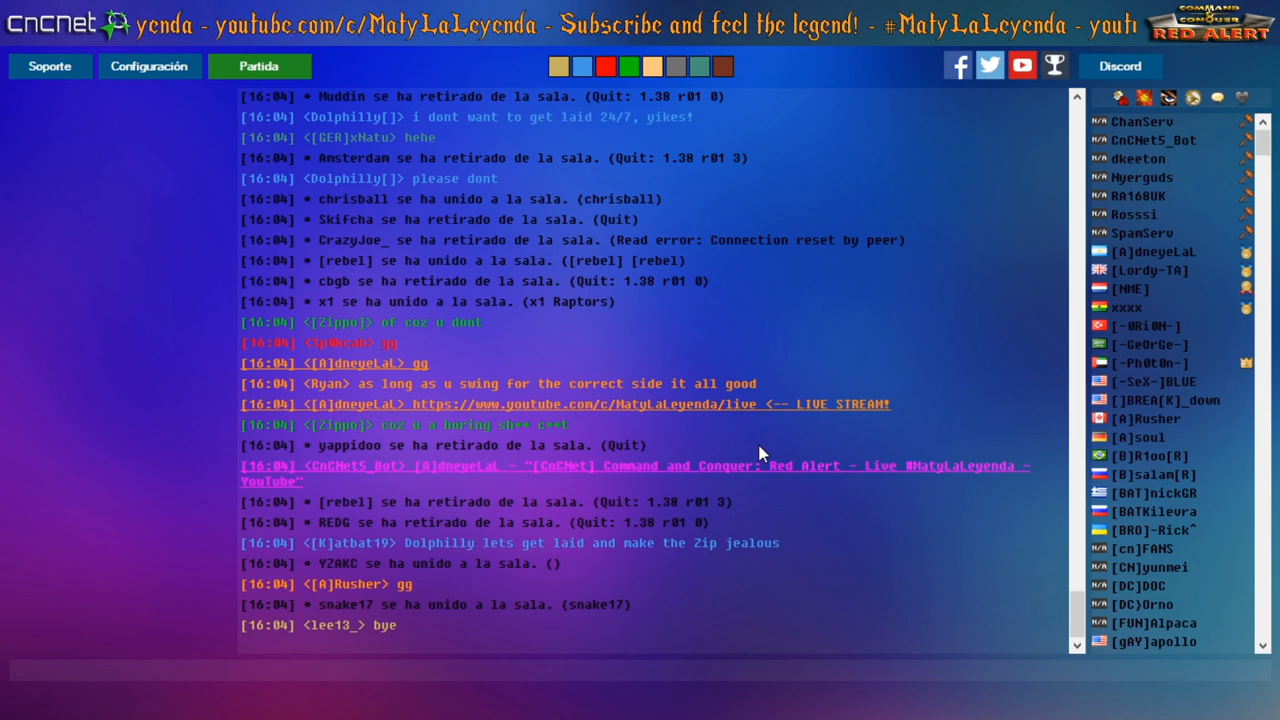 cncnet yenda - youtube.com/c/MatyLaLeyenda - Subscribe and feel the legend! - #MatyLaLeyenda - yout
COMMAND & CONQUER RED ALERT
Soporte Configuración Partida Discord
[16:04] * Muddin se ha retirado de la sala. (Quit: 1.38 r01 0)
[16:04] <Dolphilly[]> i dont want to get laid 24/7, yikes!
[16:04] <[GER]xNatu> hehe
[16:04] * Amsterdam se ha retirado de la sala. (Quit: 1.38 r01 3)
[16:04] <Dolphilly[]> please dont
[16:04] * chrisball se ha unido a la sala. (chrisball)
[16:04] * Skifcha se ha retirado de la sala. (Quit)
[16:04] * CrazyJoe_ se ha retirado de la sala. (Read error: Connection reset by peer)
[16:04] * [rebel] se ha unido a la sala. ([rebel] [rebel)
[16:04] * cbgb se ha retirado de la sala. (Quit: 1.38 r01 0)
[16:04] * x1 se ha unido a la sala. (x1 Raptors)
[16:04] <[Zippo]> of coz u dont
[16:04] <Sp0kcab> gg
[16:04] <[A]dneyeLaL> gg
[16:04] <Ryan> as long as u swing for the correct side it all good
[16:04] <[A]dneyeLaL> https://www.youtube.com/c/MatyLaLeyenda/live <-- LIVE STREAM!
[16:04] <[Zippo]> coz u a boring sh** c**t
[16:04] * yappidoo se ha retirado de la sala. (Quit)
[16:04] <CnCNet5_Bot> [A]dneyeLaL - "[CnCNet] Command and Conquer: Red Alert - Live #MatyLaLeyenda -
YouTube"
[16:04] * [rebel] se ha retirado de la sala. (Quit: 1.38 r01 3)
[16:04] * REDG se ha retirado de la sala. (Quit: 1.38 r01 0)
[16:04] <[K]atbat19> Dolphilly lets get laid and make the Zip jealous
[16:04] * YZAKC se ha unido a la sala. ()
[16:04] <[A]Rusher> gg
[16:04] * snake17 se ha unido a la sala. (snake17)
[16:04] <lee13_> bye
N/A ChanServ
N/A CnCNet5_Bot
N/A dkeeton
N/A Nyerguds
N/A RA168UK
N/A Rosssi
N/A SpamServ
[A]dneyeLaL
[Lordy-TA]
[NME]
xxxx
[-0Ri0N-]
[-GeOrGe-]
[-Ph0t0n-]
[-SeX-]BLUE
[]BREA[K]_down
[A]Rusher
[A]soul
[B]R1oo[R]
[B]salam[R]
[BAT]nickGR
[BATKilevra
[BRO]-Rick^
N/A [cn]FANS
N/A [CN]yunmei
N/A [DC]DOC
N/A [DC}Orno
N/A [FUN]Alpaca
[gAY]apollo